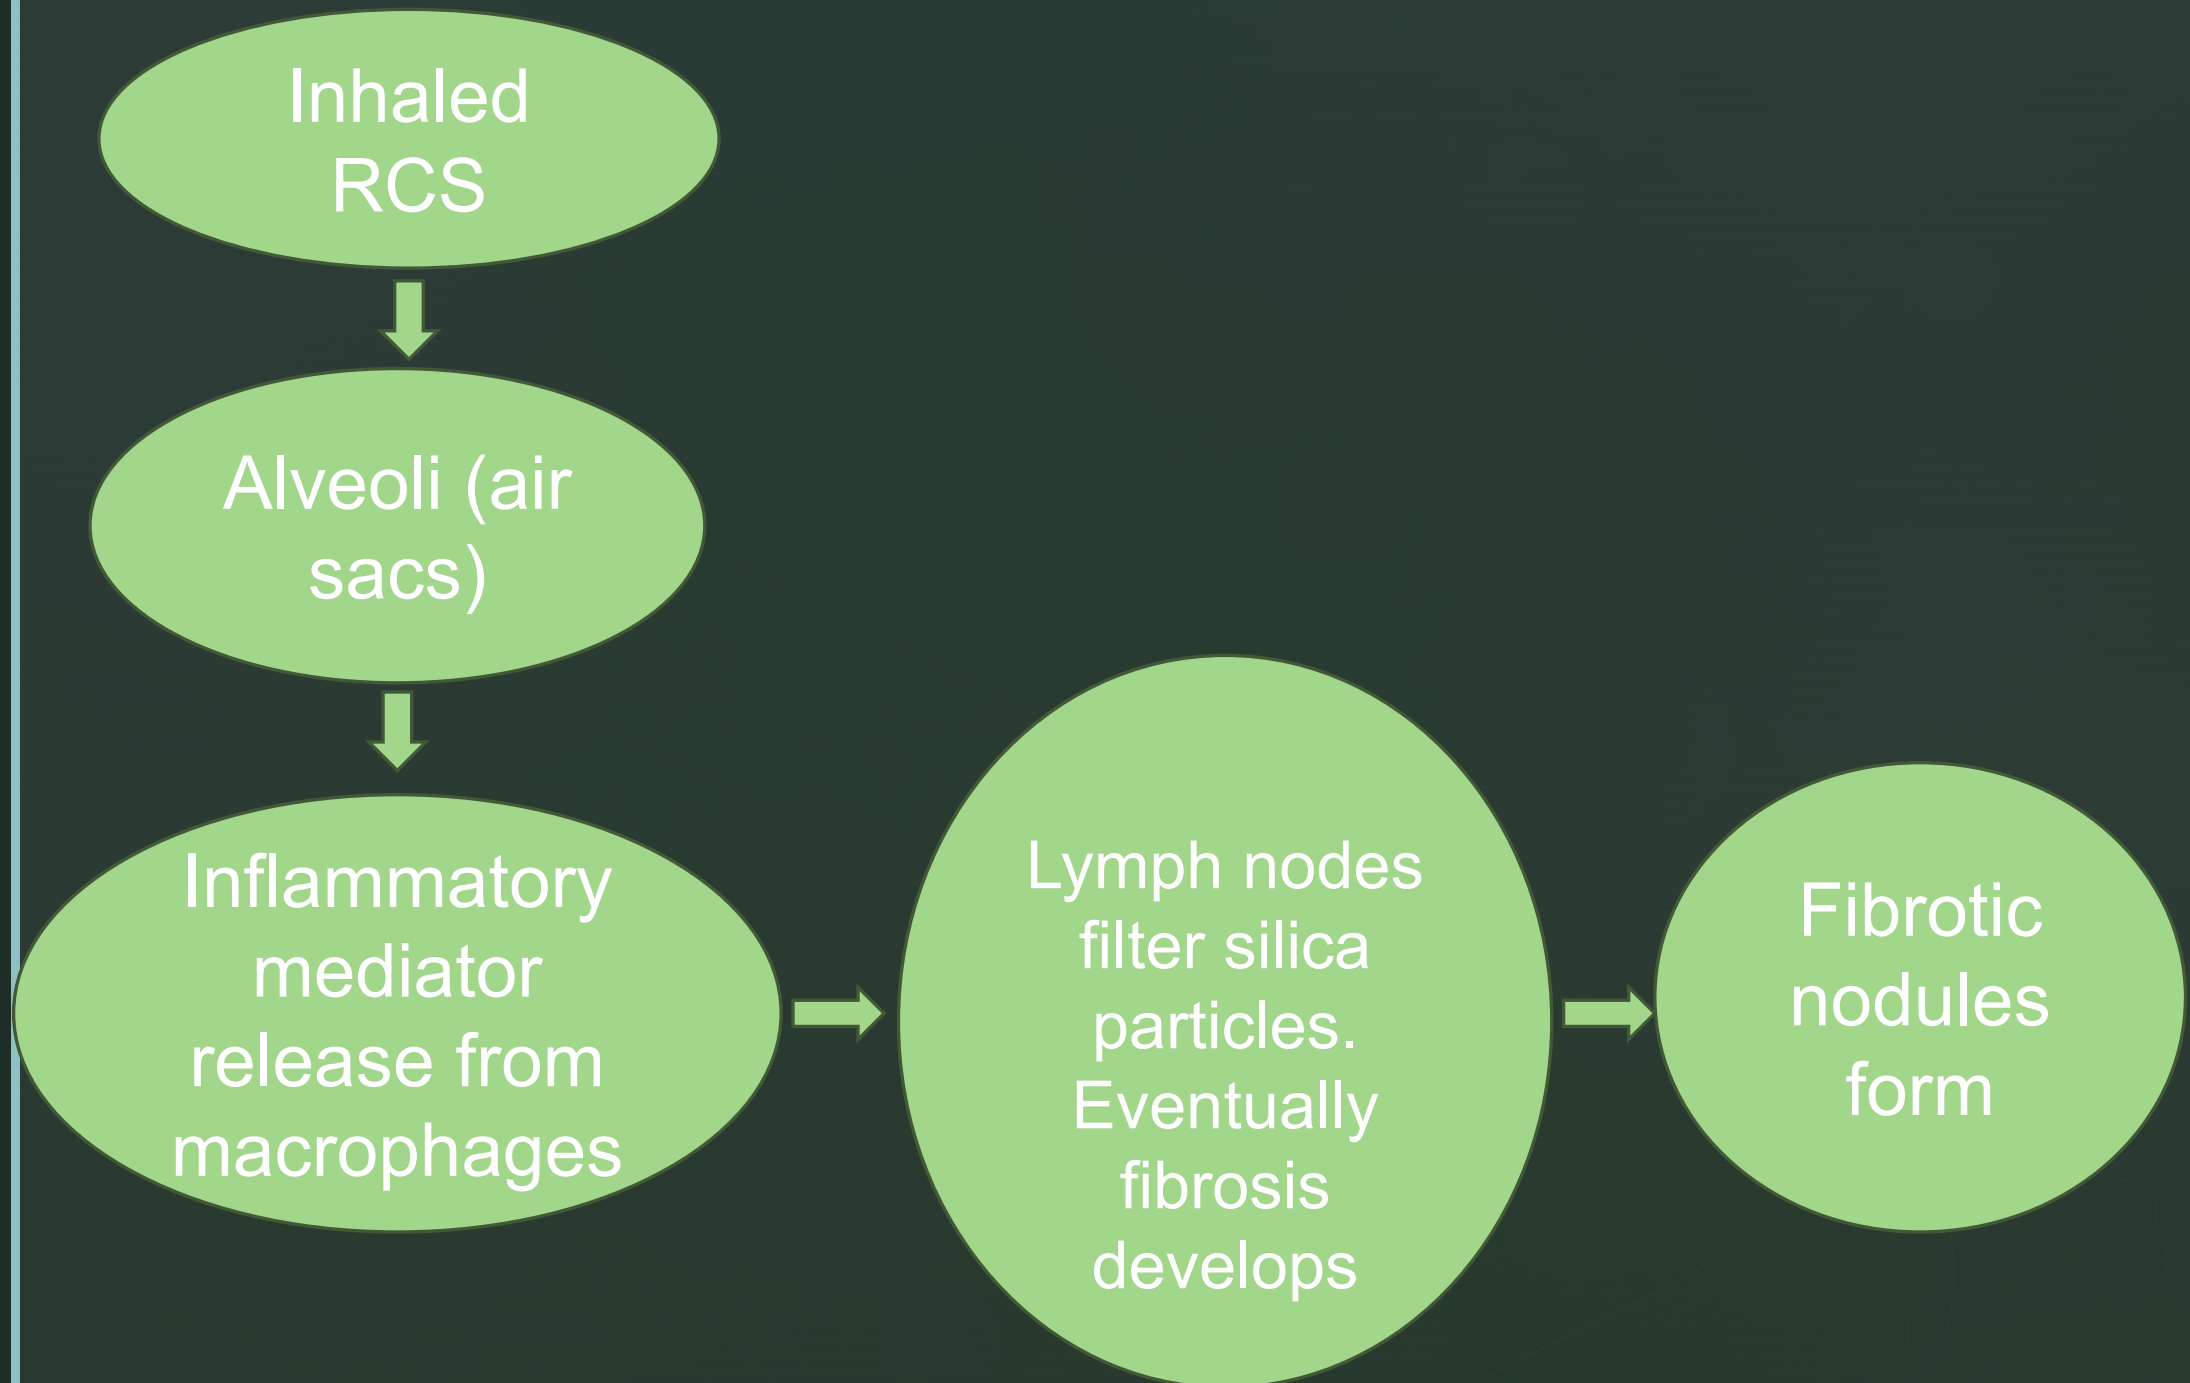 Inhaled
RCS
Alveoli (air
sacs)
Inflammatory
mediator
release from
macrophages
Lymph nodes
filter silica
particles.
Eventually
fibrosis
develops
Fibrotic
nodules
form